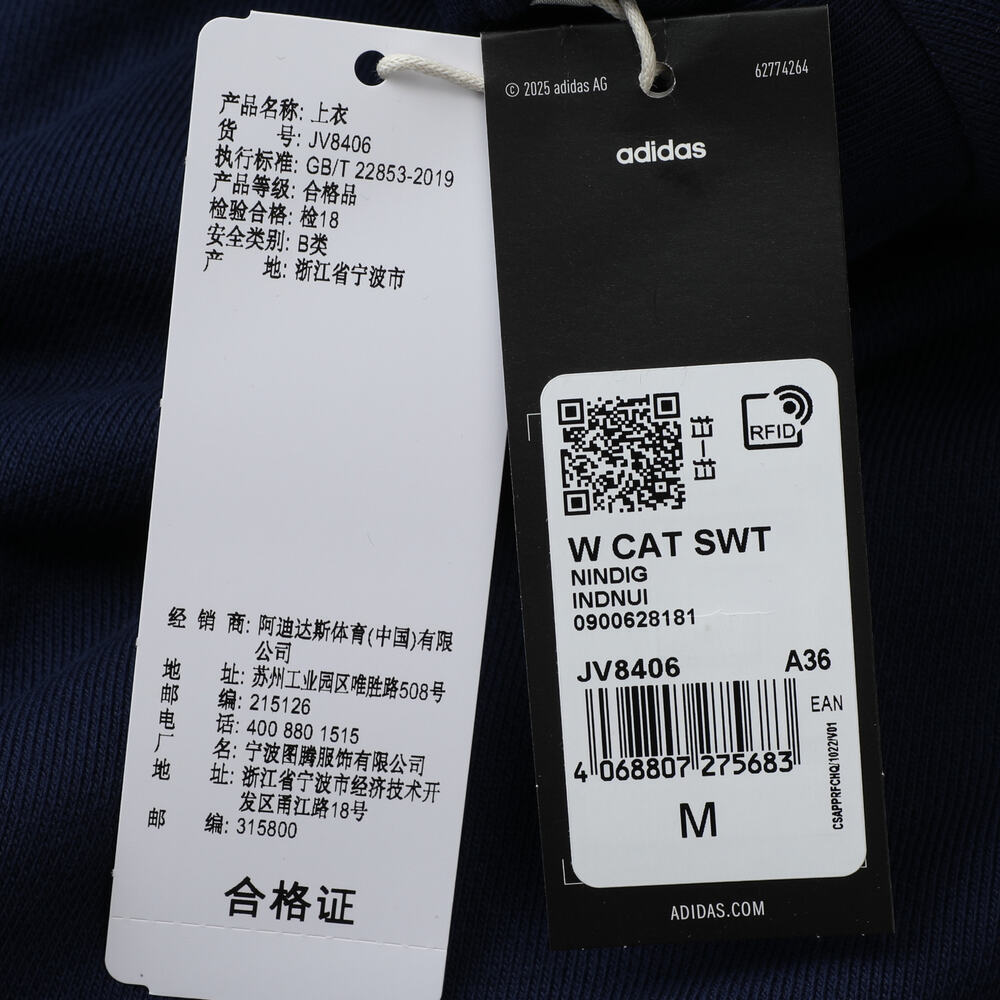 产品名称: 上衣
货 号: JV8406
执行标准: GB/T 22853-2019
产品等级: 合格品
检验合格: 检18
安全类别: B类
产 地: 浙江省宁波市
经 销 商: 阿迪达斯体育(中国)有限
公司
地 址: 苏州工业园区唯胜路508号
邮 编: 215126
电 话: 400 880 1515
厂 名: 宁波图腾服饰有限公司
地 址: 浙江省宁波市经济技术开
发区甬江路18号
邮 编: 315800
合格证
© 2025 adidas AG
62774264
adidas
扫一扫
RFID
W CAT SWT
NINDIG
INDNUI
0900628181
JV8406 A36
EAN
4 068807 275683
CSAPPRFCHQ/1022/V01
M
ADIDAS.COM